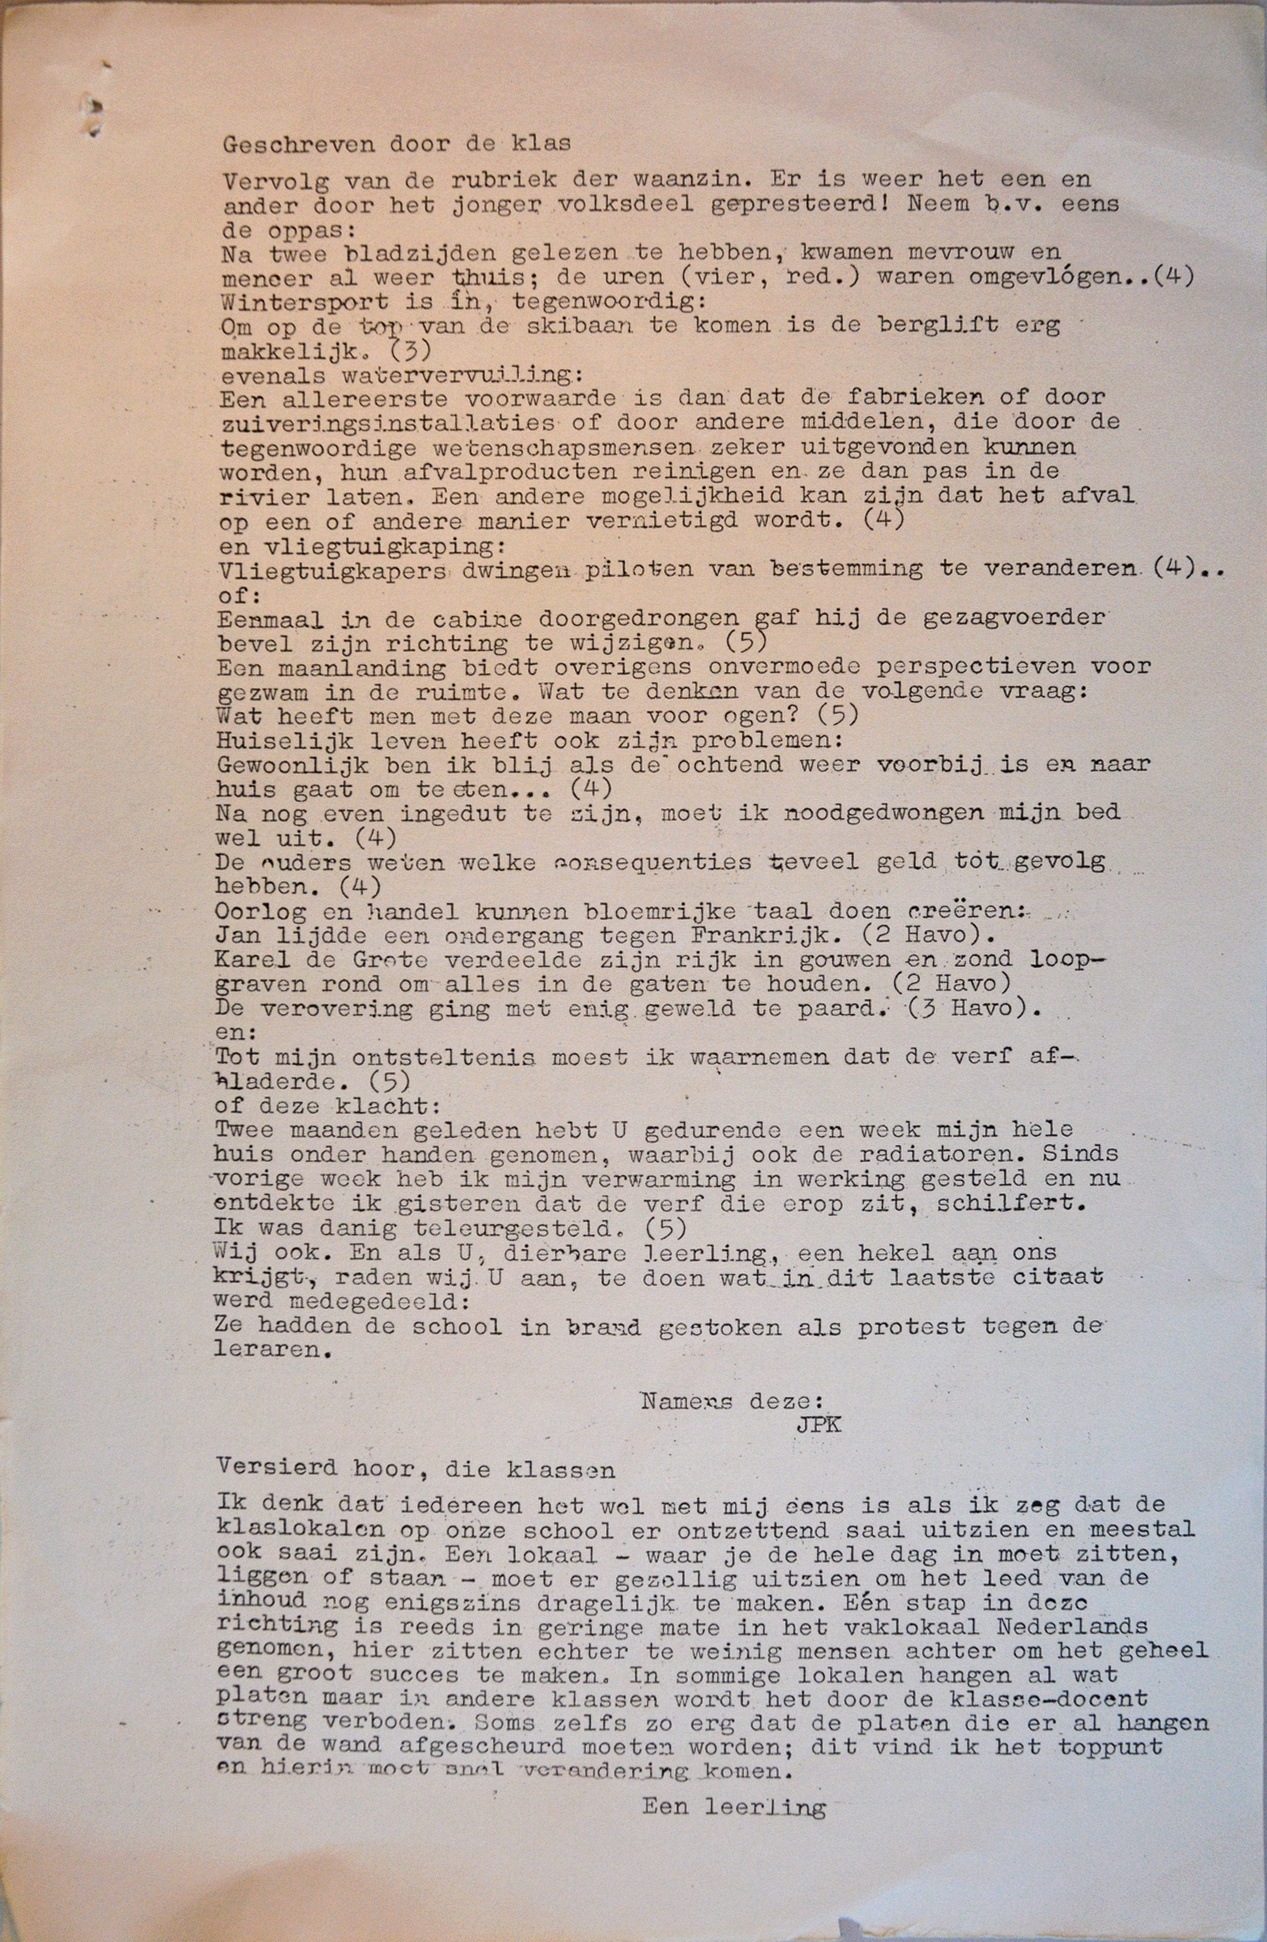 Geschreven door de klas
Vervolg van de rubriek der waanzin. Er is weer het een en
ander door het jonger volksdeel gepresteerd! Neem b.v. eens
de oppas:
Na twee bladzijden gelezen te hebben, kwamen mevrouw en
meneer al weer thuis; de uren (vier, red.) waren omgevlógen..(4)
Wintersport is in, tegenwoordig:
Om op de top van de skibaan te komen is de berglift erg
makkelijk. (3)
evenals watervervuiling:
Een allereerste voorwaarde is dan dat de fabrieken of door
zuiveringsinstallaties of door andere middelen, die door de
tegenwoordige wetenschapsmensen zeker uitgevonden kunnen
worden, hun afvalproducten reinigen en ze dan pas in de
rivier laten. Een andere mogelijkheid kan zijn dat het afval
op een of andere manier vernietigd wordt. (4)
en vliegtuigkaping:
Vliegtuigkapers dwingen piloten van bestemming te veranderen (4)..
of:
Eenmaal in de cabine doorgedrongen gaf hij de gezagvoerder
bevel zijn richting te wijzigen. (5)
Een maanlanding biedt overigens onvermoede perspectieven voor
gezwam in de ruimte. Wat te denken van de volgende vraag:
Wat heeft men met deze maan voor ogen? (5)
Huiselijk leven heeft ook zijn problemen:
Gewoonlijk ben ik blij als de ochtend weer voorbij is en naar
huis gaat om te eten... (4)
Na nog even ingedut te zijn, moet ik noodgedwongen mijn bed
wel uit. (4)
De ouders weten welke consequenties teveel geld tot gevolg
hebben. (4)
Oorlog en handel kunnen bloemrijke taal doen creëren:
Jan lijdde een ondergang tegen Frankrijk. (2 Havo).
Karel de Grote verdeelde zijn rijk in gouwen en zond loop-
graven rond om alles in de gaten te houden. (2 Havo)
De verovering ging met enig geweld te paard. (3 Havo).
en:
Tot mijn ontsteltenis moest ik waarnemen dat de verf af-
bladerde. (5)
of deze klacht:
Twee maanden geleden hebt U gedurende een week mijn hele
huis onder handen genomen, waarbij ook de radiatoren. Sinds
vorige week heb ik mijn verwarming in werking gesteld en nu
ontdekte ik gisteren dat de verf die erop zit, schilfert.
Ik was danig teleurgesteld. (5)
Wij ook. En als U, dierbare leerling, een hekel aan ons
krijgt, raden wij U aan, te doen wat in dit laatste citaat
werd medegedeeld:
Ze hadden de school in brand gestoken als protest tegen de
leraren.
Namens deze:
JPK
Versierd hoor, die klassen
Ik denk dat iedereen het wel met mij eens is als ik zeg dat de
klaslokalen op onze school er ontzettend saai uitzien en meestal
ook saai zijn. Een lokaal - waar je de hele dag in moet zitten,
liggen of staan - moet er gezellig uitzien om het leed van de
inhoud nog enigszins dragelijk te maken. Eén stap in deze
richting is reeds in geringe mate in het vaklokaal Nederlands
genomen, hier zitten echter te weinig mensen achter om het geheel
een groot succes te maken. In sommige lokalen hangen al wat
platen maar in andere klassen wordt het door de klasse-docent
streng verboden. Soms zelfs zo erg dat de platen die er al hangen
van de wand afgescheurd moeten worden; dit vind ik het toppunt
en hierin moet snel verandering komen.
Een leerling